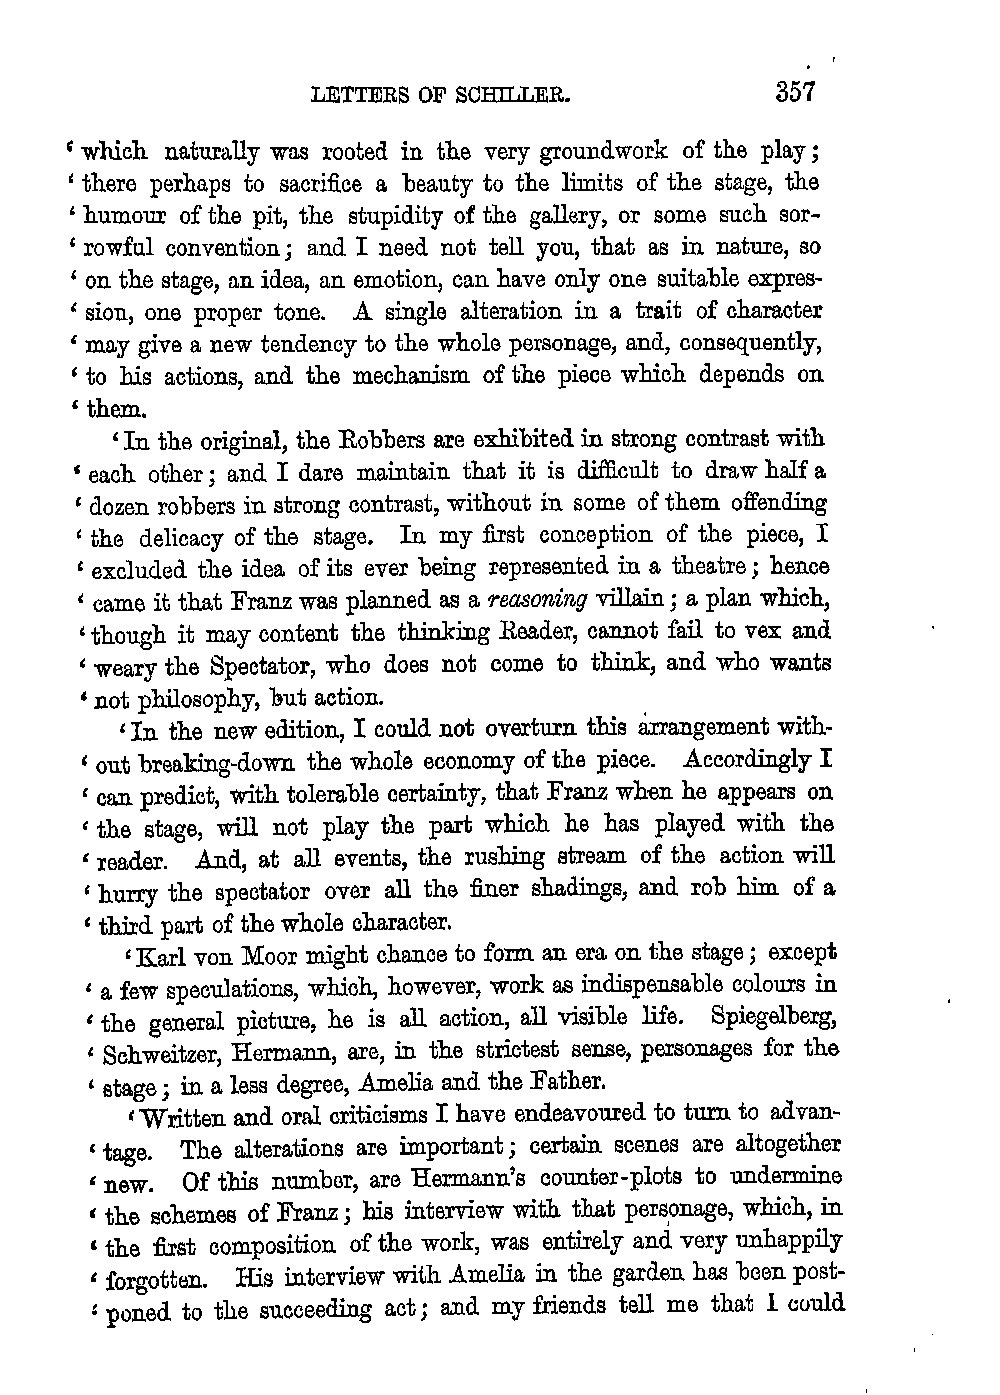 LETTERS OF SCHILLER. 357
‘ which naturally was rooted in the very groundwork of the play;
‘ there perhaps to sacrifice a beauty to the limits of the stage, the
‘ humour of the pit, the stupidity of the gallery, or some such sor-
‘ rowful convention; and I need not tell you, that as in nature, so
‘ on the stage, an idea, an emotion, can have only one suitable expres-
‘ sion, one proper tone. A single alteration in a trait of character
‘ may give a new tendency to the whole personage, and, consequently,
‘ to his actions, and the mechanism of the piece which depends on
‘ them.
‘ In the original, the Robbers are exhibited in strong contrast with
‘ each other; and I dare maintain that it is difficult to draw half a
‘ dozen robbers in strong contrast, without in some of them offending
‘ the delicacy of the stage. In my first conception of the piece, I
‘ excluded the idea of its ever being represented in a theatre; hence
‘ came it that Franz was planned as a reasoning villain; a plan which,
‘ though it may content the thinking Reader, cannot fail to vex and
‘ weary the Spectator, who does not come to think, and who wants
‘ not philosophy, but action.
‘ In the new edition, I could not overturn this arrangement with-
‘ out breaking-down the whole economy of the piece. Accordingly I
‘ can predict, with tolerable certainty, that Franz when he appears on
‘ the stage, will not play the part which he has played with the
‘ reader. And, at all events, the rushing stream of the action will
‘ hurry the spectator over all the finer shadings, and rob him of a
‘ third part of the whole character.
‘ Karl von Moor might chance to form an era on the stage; except
‘ a few speculations, which, however, work as indispensable colours in
‘ the general picture, he is all action, all visible life. Spiegelberg,
‘ Schweitzer, Hermann, are, in the strictest sense, personages for the
‘ stage; in a less degree, Amelia and the Father.
‘ Written and oral criticisms I have endeavoured to turn to advan-
‘ tage. The alterations are important; certain scenes are altogether
‘ new. Of this number, are Hermann's counter-plots to undermine
‘ the schemes of Franz; his interview with that personage, which, in
‘ the first composition of the work, was entirely and very unhappily
‘ forgotten. His interview with Amelia in the garden has been post-
‘ poned to the succeeding act; and my friends tell me that I could